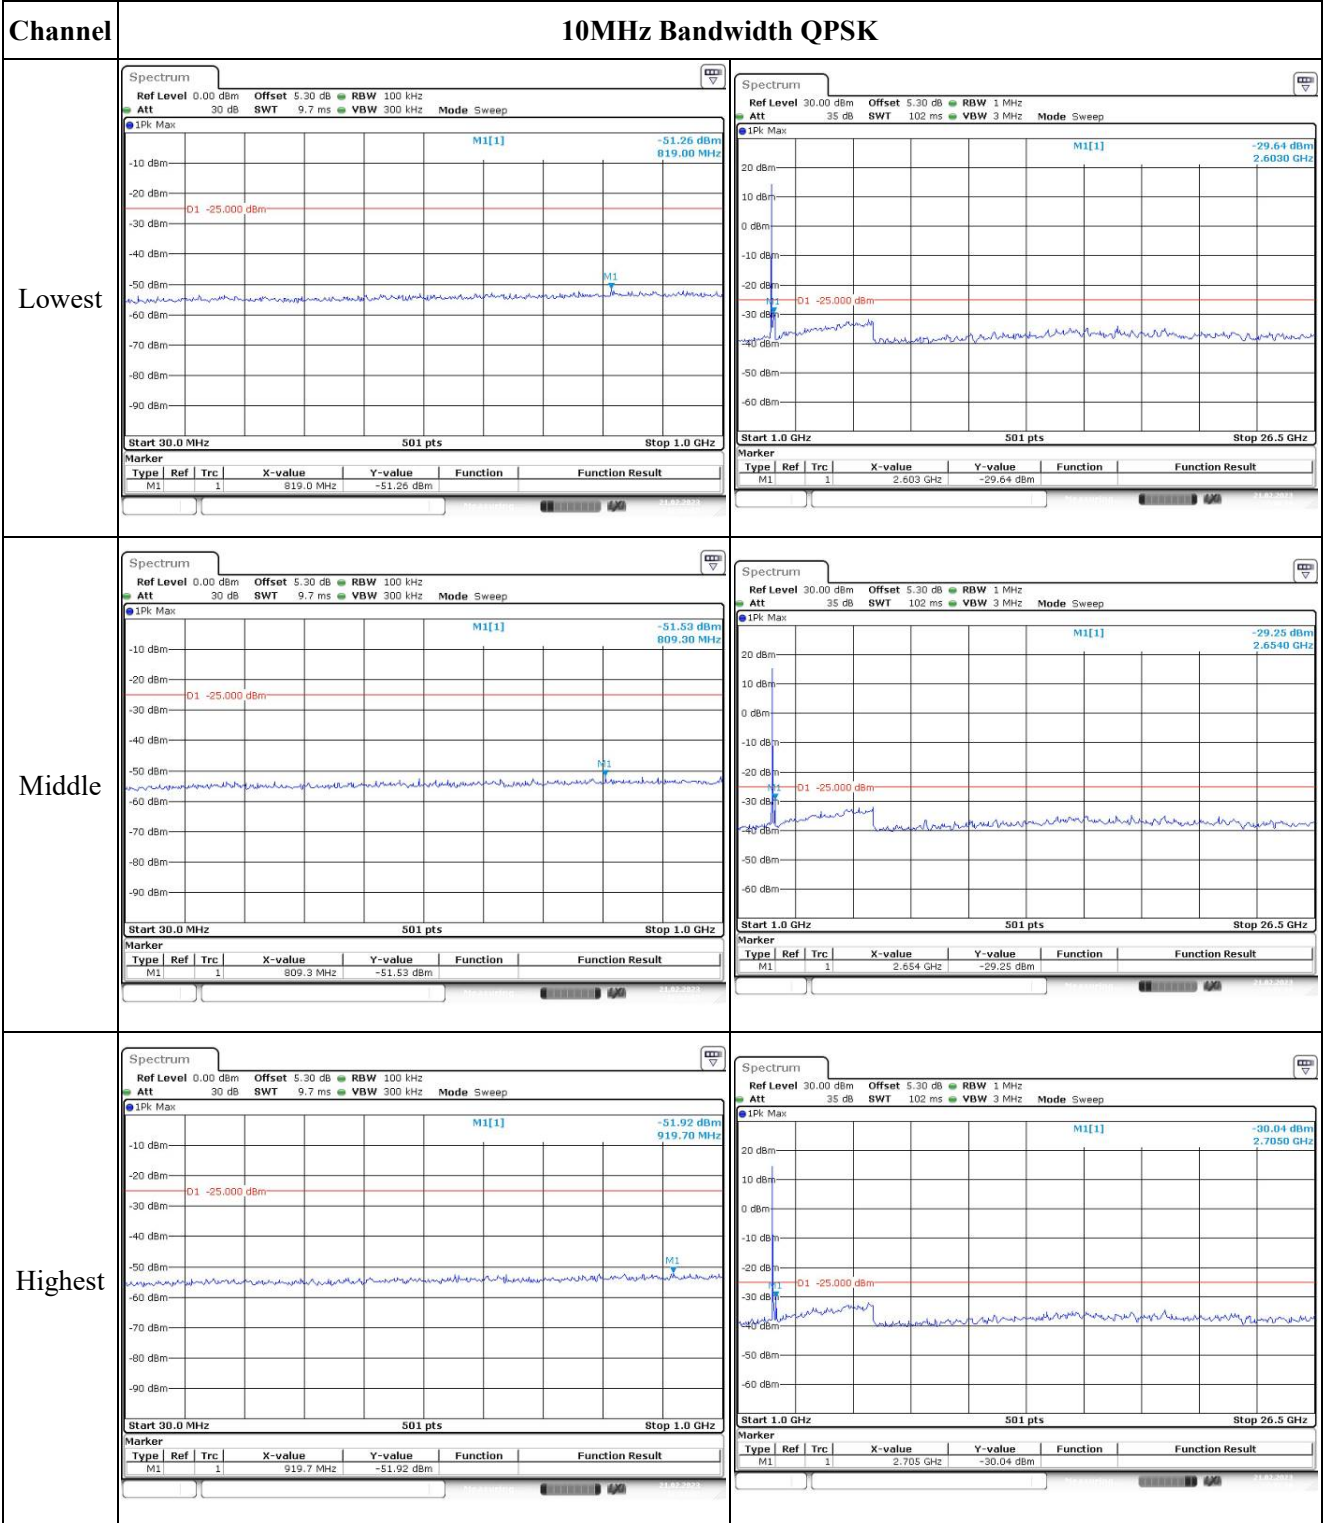 Channel 10MHz Bandwidth QPSK
Lowest
Spectrum
Ref Level 0.00 dBm Offset 5.30 dB RBW 100 kHz
Att 30 dB SWT 9.7 ms VBW 300 kHz Mode Sweep
1Pk Max
M1[1] -51.26 dBm
819.00 MHz
-10 dBm
-20 dBm
D1 -25.000 dBm
-30 dBm
-40 dBm
-50 dBm
M1
-60 dBm
-70 dBm
-80 dBm
-90 dBm
Start 30.0 MHz 501 pts Stop 1.0 GHz
Marker
Type Ref Trc X-value Y-value Function Function Result
M1 1 819.0 MHz -51.26 dBm
Spectrum
Ref Level 30.00 dBm Offset 5.30 dB RBW 1 MHz
Att 35 dB SWT 102 ms VBW 3 MHz Mode Sweep
1Pk Max
M1[1] -29.64 dBm
2.6030 GHz
20 dBm
10 dBm
0 dBm
-10 dBm
-20 dBm
M1 D1 -25.000 dBm
-30 dBm
-40 dBm
-50 dBm
-60 dBm
Start 1.0 GHz 501 pts Stop 26.5 GHz
Marker
Type Ref Trc X-value Y-value Function Function Result
M1 1 2.603 GHz -29.64 dBm
Middle
Spectrum
Ref Level 0.00 dBm Offset 5.30 dB RBW 100 kHz
Att 30 dB SWT 9.7 ms VBW 300 kHz Mode Sweep
1Pk Max
M1[1] -51.53 dBm
809.30 MHz
-10 dBm
-20 dBm
D1 -25.000 dBm
-30 dBm
-40 dBm
-50 dBm
M1
-60 dBm
-70 dBm
-80 dBm
-90 dBm
Start 30.0 MHz 501 pts Stop 1.0 GHz
Marker
Type Ref Trc X-value Y-value Function Function Result
M1 1 809.3 MHz -51.53 dBm
Measuring 21.02.2023
Spectrum
Ref Level 30.00 dBm Offset 5.30 dB RBW 1 MHz
Att 35 dB SWT 102 ms VBW 3 MHz Mode Sweep
1Pk Max
M1[1] -29.25 dBm
2.6540 GHz
20 dBm
10 dBm
0 dBm
-10 dBm
-20 dBm
M1 D1 -25.000 dBm
-30 dBm
-40 dBm
-50 dBm
-60 dBm
Start 1.0 GHz 501 pts Stop 26.5 GHz
Marker
Type Ref Trc X-value Y-value Function Function Result
M1 1 2.654 GHz -29.25 dBm
Highest
Spectrum
Ref Level 0.00 dBm Offset 5.30 dB RBW 100 kHz
Att 30 dB SWT 9.7 ms VBW 300 kHz Mode Sweep
1Pk Max
M1[1] -51.92 dBm
919.70 MHz
-10 dBm
-20 dBm
D1 -25.000 dBm
-30 dBm
-40 dBm
-50 dBm
M1
-60 dBm
-70 dBm
-80 dBm
-90 dBm
Start 30.0 MHz 501 pts Stop 1.0 GHz
Marker
Type Ref Trc X-value Y-value Function Function Result
M1 1 919.7 MHz -51.92 dBm
Spectrum
Ref Level 30.00 dBm Offset 5.30 dB RBW 1 MHz
Att 35 dB SWT 102 ms VBW 3 MHz Mode Sweep
1Pk Max
M1[1] -30.04 dBm
2.7050 GHz
20 dBm
10 dBm
0 dBm
-10 dBm
-20 dBm
M1 D1 -25.000 dBm
-30 dBm
-40 dBm
-50 dBm
-60 dBm
Start 1.0 GHz 501 pts Stop 26.5 GHz
Marker
Type Ref Trc X-value Y-value Function Function Result
M1 1 2.705 GHz -30.04 dBm